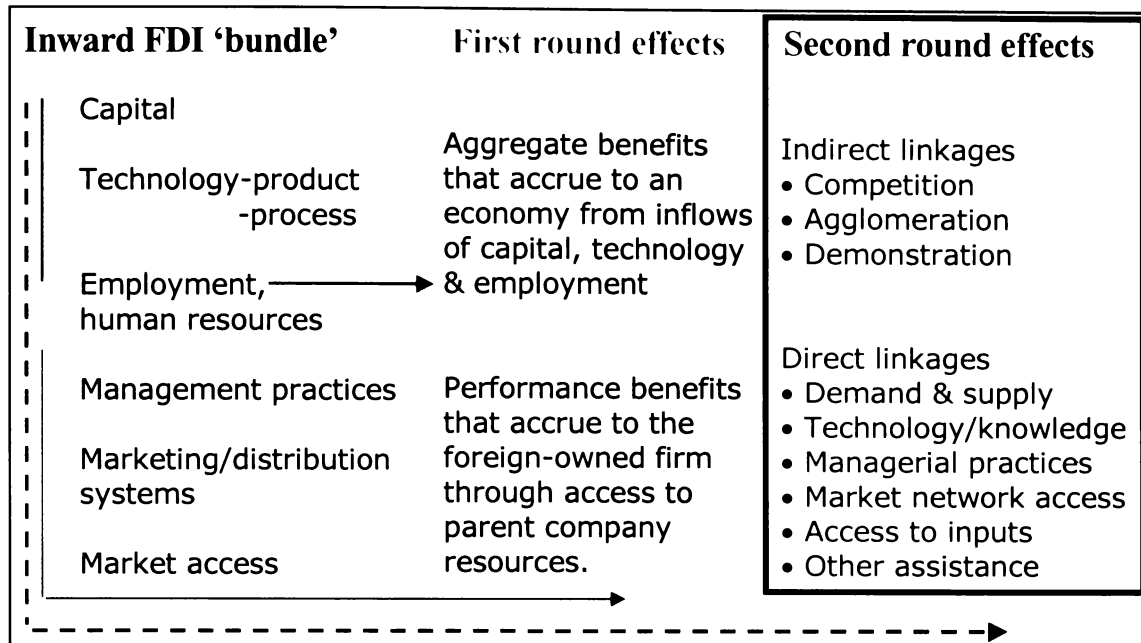 Inward FDI ‘bundle’
Capital
Technology-product
-process
Employment,
human resources
Management practices
Marketing/distribution
systems
Market access
First round effects
Aggregate benefits
that accrue to an
economy from inflows
of capital, technology
& employment
Performance benefits
that accrue to the
foreign-owned firm
through access to
parent company
resources.
Second round effects
Indirect linkages
• Competition
• Agglomeration
• Demonstration
Direct linkages
• Demand & supply
• Technology/knowledge
• Managerial practices
• Market network access
• Access to inputs
• Other assistance